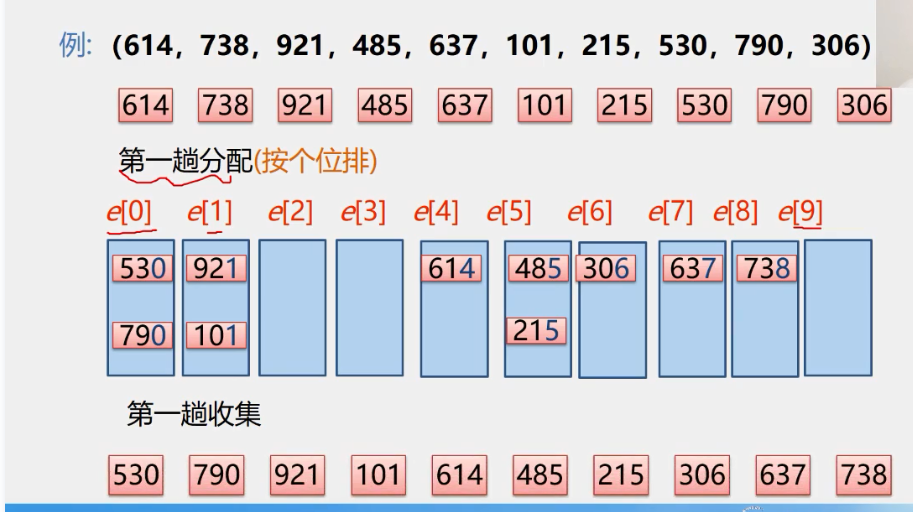 例: (614, 738, 921, 485, 637, 101, 215, 530, 790, 306)
614 738 921 485 637 101 215 530 790 306
第一趟分配(按个位排)
e[0] e[1] e[2] e[3] e[4] e[5] e[6] e[7] e[8] e[9]
530 921 614 485 306 637 738
790 101 215
第一趟收集
530 790 921 101 614 485 215 306 637 738